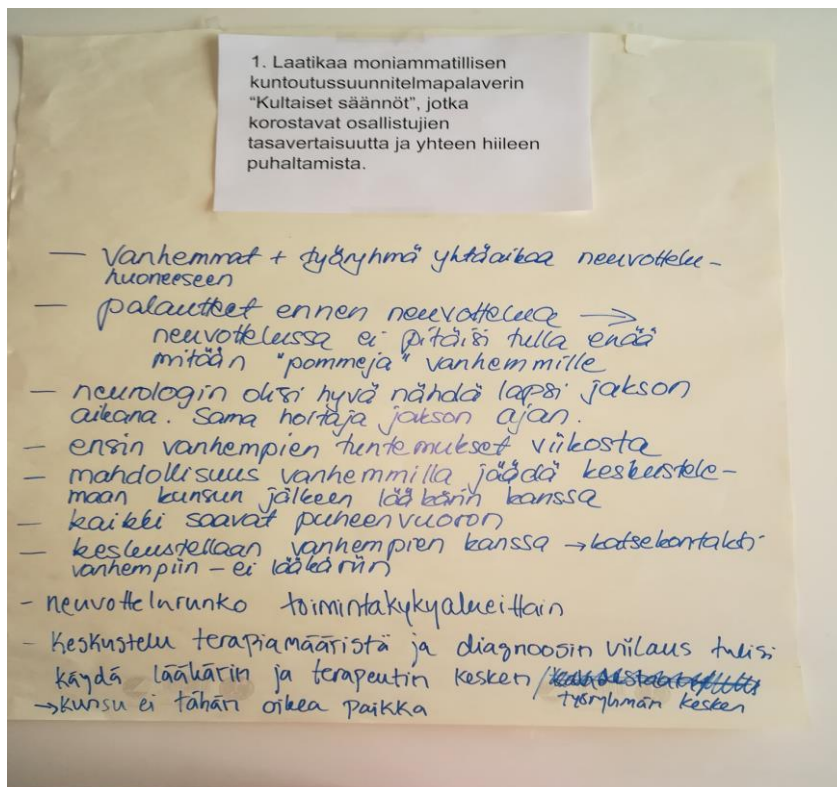 1. Laatikaa moniammatillisen
kuntoutussuunnitelmapalaverin
"Kultaiset säännöt", jotka
korostavat osallistujien
tasavertaisuutta ja yhteen hiileen
puhaltamista.
— Vanhemmat + työryhmä yhtäaikaa neuvottelu-
huoneeseen
— palautteet ennen neuvottelua →
neuvottelussa ei pitäisi tulla enää
mitään "pommeja" vanhemmille
— neurologin olisi hyvä nähdä lapsi jakson
aikana. Sama hoitaja jakson ajan.
— ensin vanhempien tuntemukset viikosta
— mahdollisuus vanhemmilla jäädä keskustele-
maan kunsun jälkeen lääkärin kanssa
— kaikki saavat puheenvuoron
— keskustellaan vanhempien kanssa → katsekontakti
vanhempiin – ei lääkäriin
- neuvottelurunko toimintakykyalueittain
- Keskustelu terapiamääristä ja diagnoosin viilaus tulisi
käydä lääkärin ja terapeutin kesken /
työryhmän kesken
→ kunsu ei tähän oikea paikka